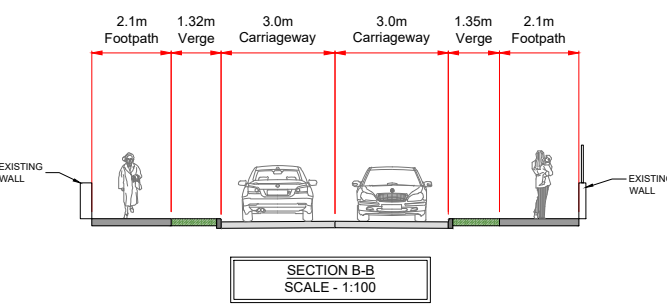 2.1m 1.32m 3.0m 3.0m 1.35m 2.1m
Footpath Verge Carriageway Carriageway Verge Footpath
EXISTING
WALL
EXISTING
WALL
SECTION B-B
SCALE - 1:100